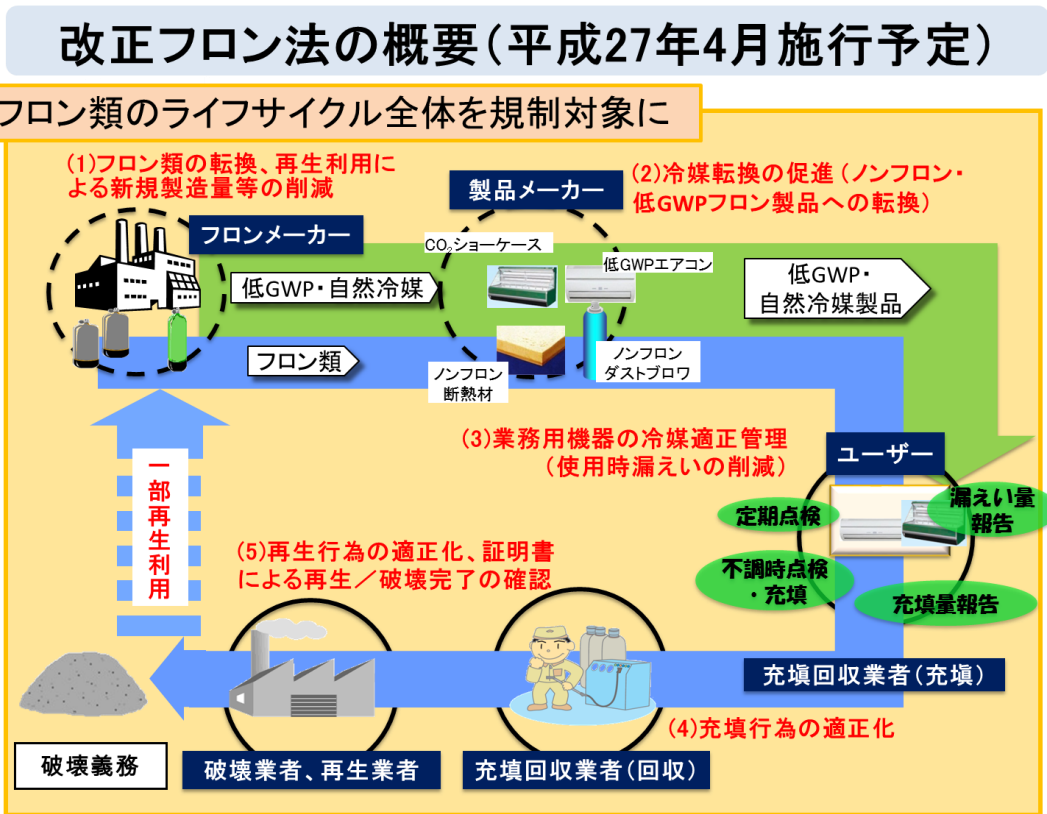 改正フロン法の概要（平成27年4月施行予定）
フロン類のライフサイクル全体を規制対象に
(1)フロン類の転換、再生利用に
よる新規製造量等の削減
製品メーカー
(2)冷媒転換の促進（ノンフロン・
低GWPフロン製品への転換）
フロンメーカー
CO₂ショーケース
低GWPエアコン
低GWP・自然冷媒
低GWP・
自然冷媒製品
フロン類
ノンフロン
断熱材
ノンフロン
ダストブロワ
(3)業務用機器の冷媒適正管理
（使用時漏えいの削減）
ユーザー
定期点検
漏えい量
報告
不調時点検
・充填
充填量報告
一部再生利用
(5)再生行為の適正化、証明書
による再生／破壊完了の確認
充塡回収業者（充塡）
(4)充填行為の適正化
破壊義務
破壊業者、再生業者
充填回収業者（回収）